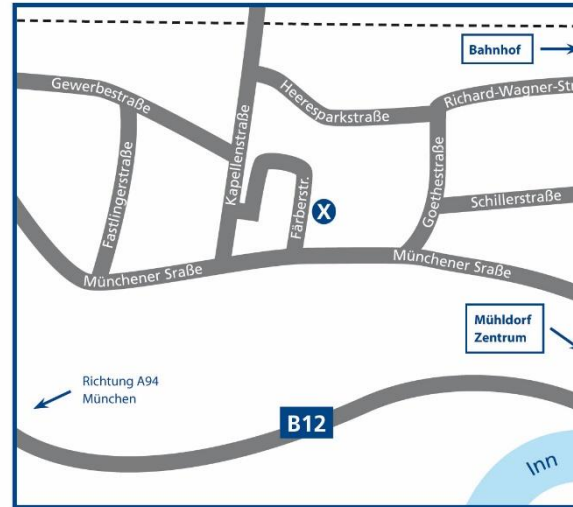 Bahnhof
Gewerbestraße
Heeresparkstraße
Richard-Wagner-Str
Fastlingerstraße
Kapellenstraße
Färberstr.
X
Goethestraße
Schillerstraße
Münchener Sraße
Münchener Sraße
Mühldorf
Zentrum
Richtung A94
München
B12
Inn